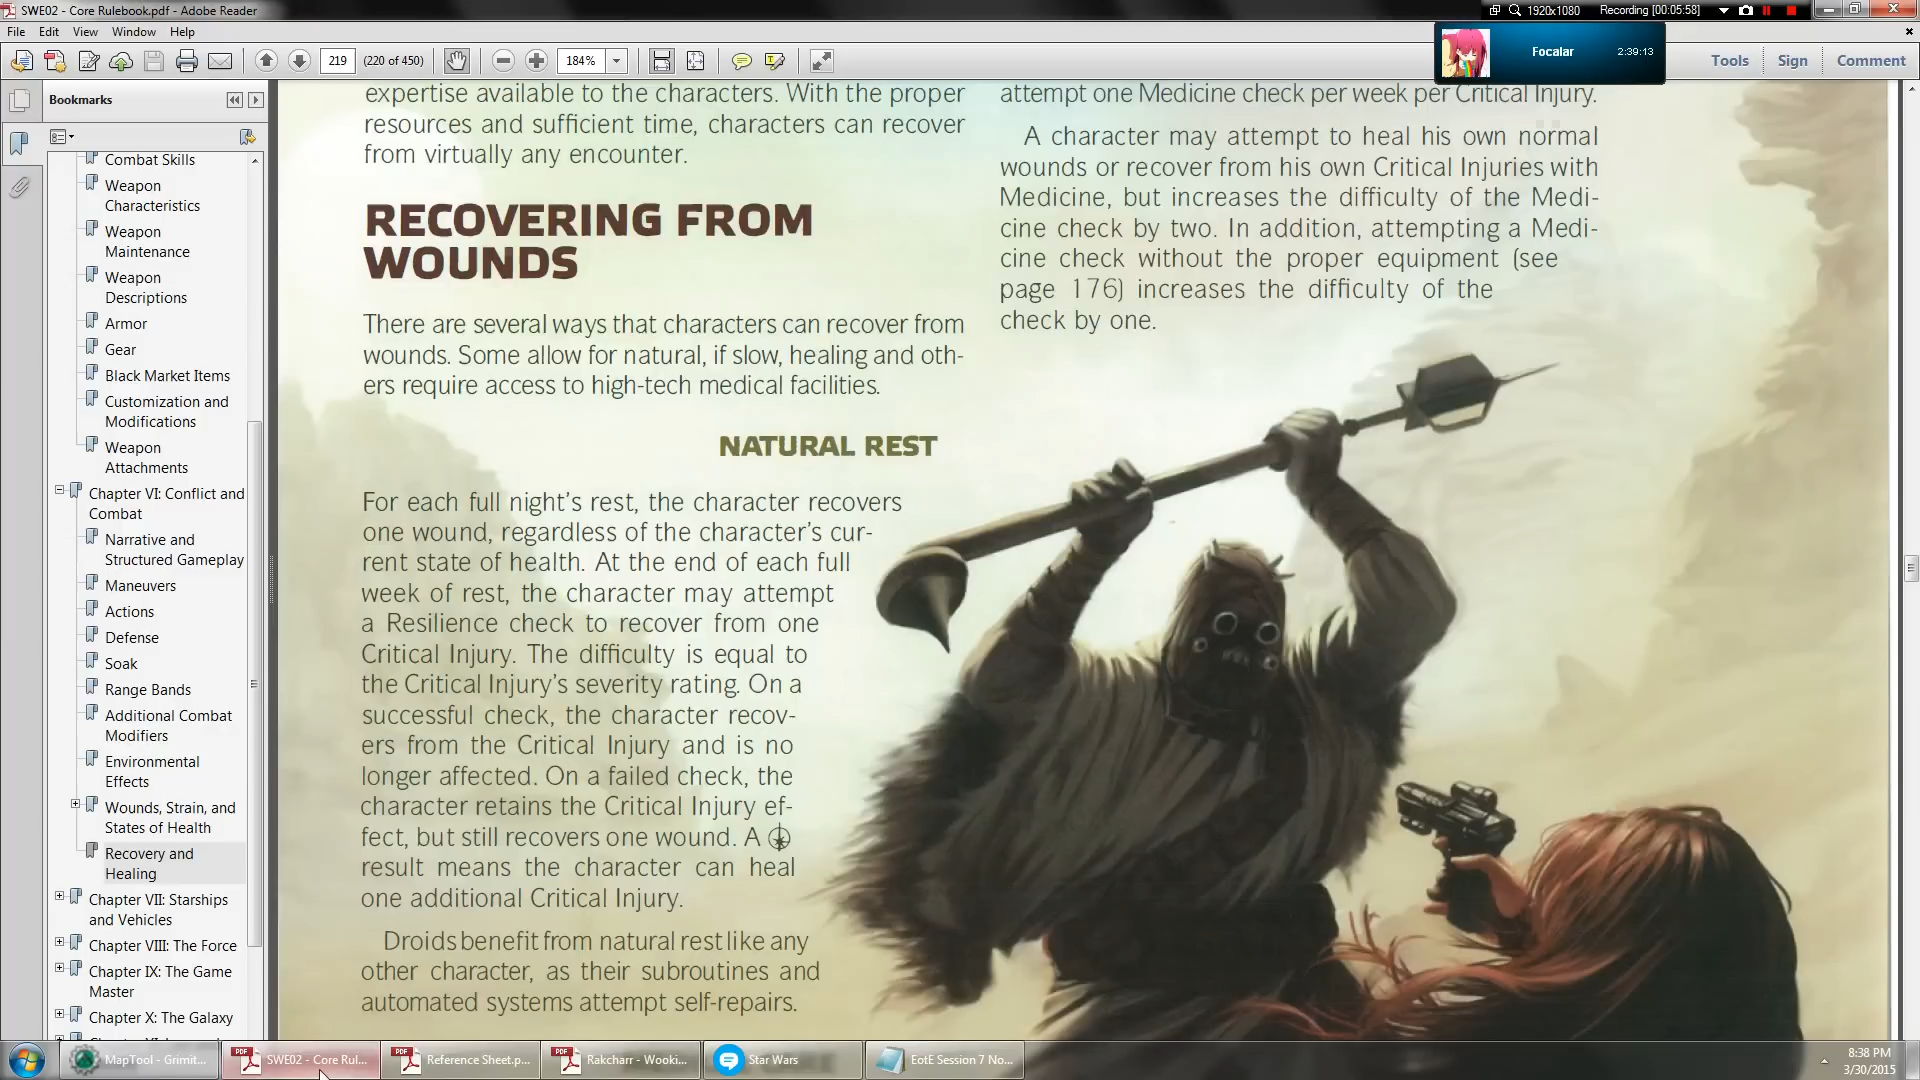 SWE02 - Core Rulebook.pdf - Adobe Reader
1920x1080
Recording [00:05:58]
File Edit View Window Help
219 (220 of 450)
184%
Focalar 2:39:13
Tools Sign Comment
Bookmarks
Combat Skills
Weapon
Characteristics
Weapon
Maintenance
Weapon
Descriptions
Armor
Gear
Black Market Items
Customization and
Modifications
Weapon
Attachments
Chapter VI: Conflict and
Combat
Narrative and
Structured Gameplay
Maneuvers
Actions
Defense
Soak
Range Bands
Additional Combat
Modifiers
Environmental
Effects
Wounds, Strain, and
States of Health
Recovery and
Healing
Chapter VII: Starships
and Vehicles
Chapter VIII: The Force
Chapter IX: The Game
Master
Chapter X: The Galaxy
expertise available to the characters. With the proper
resources and sufficient time, characters can recover
from virtually any encounter.
RECOVERING FROM
WOUNDS
There are several ways that characters can recover from
wounds. Some allow for natural, if slow, healing and oth-
ers require access to high-tech medical facilities.
NATURAL REST
For each full night's rest, the character recovers
one wound, regardless of the character's cur-
rent state of health. At the end of each full
week of rest, the character may attempt
a Resilience check to recover from one
Critical Injury. The difficulty is equal to
the Critical Injury's severity rating. On a
successful check, the character recov-
ers from the Critical Injury and is no
longer affected. On a failed check, the
character retains the Critical Injury ef-
fect, but still recovers one wound. A
result means the character can heal
one additional Critical Injury.
Droids benefit from natural rest like any
other character, as their subroutines and
automated systems attempt self-repairs.
attempt one Medicine check per week per Critical Injury.
A character may attempt to heal his own normal
wounds or recover from his own Critical Injuries with
Medicine, but increases the difficulty of the Medi-
cine check by two. In addition, attempting a Medi-
cine check without the proper equipment (see
page 176) increases the difficulty of the
check by one.
MapTool - Grimit...
SWE02 - Core Rul...
Reference Sheet.p...
Rakcharr - Wooki...
Star Wars
EotE Session 7 No...
8:38 PM
3/30/2015